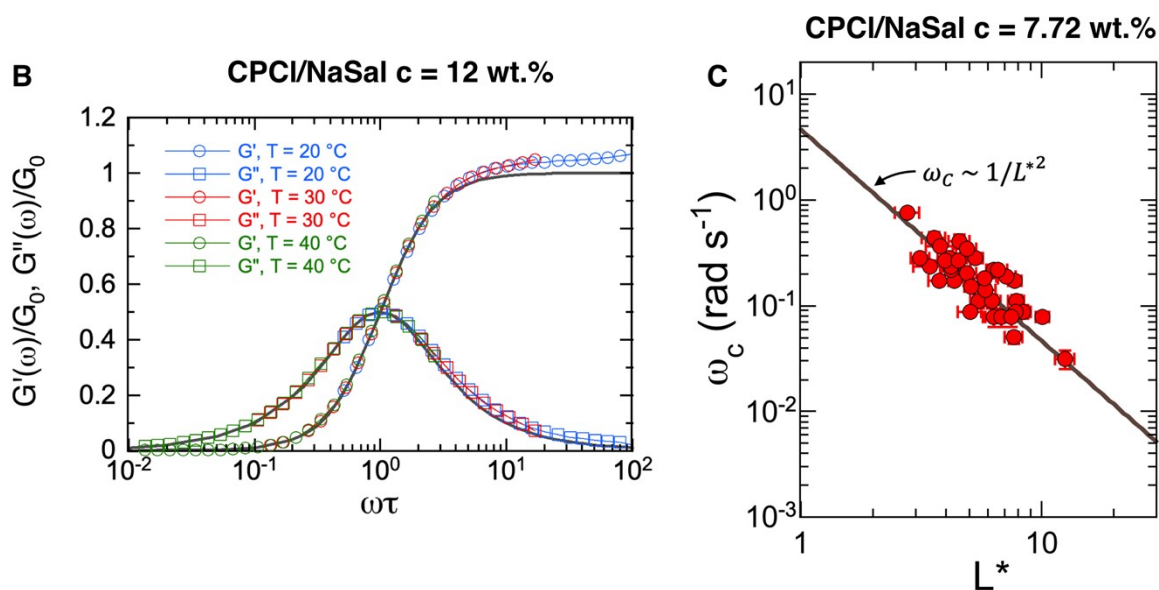 B
CPCl/NaSal c = 12 wt.%
G'(ω)/G₀, G"(ω)/G₀
1.2
1
0.8
0.6
0.4
0.2
0
G', T = 20 °C
G", T = 20 °C
G', T = 30 °C
G", T = 30 °C
G', T = 40 °C
G", T = 40 °C
10⁻² 10⁻¹ 10⁰ 10¹ 10²
ωτ
CPCl/NaSal c = 7.72 wt.%
C
ω_c (rad s⁻¹)
10¹
10⁰
10⁻¹
10⁻²
10⁻³
ω_C ~ 1/L*²
1 10
L*